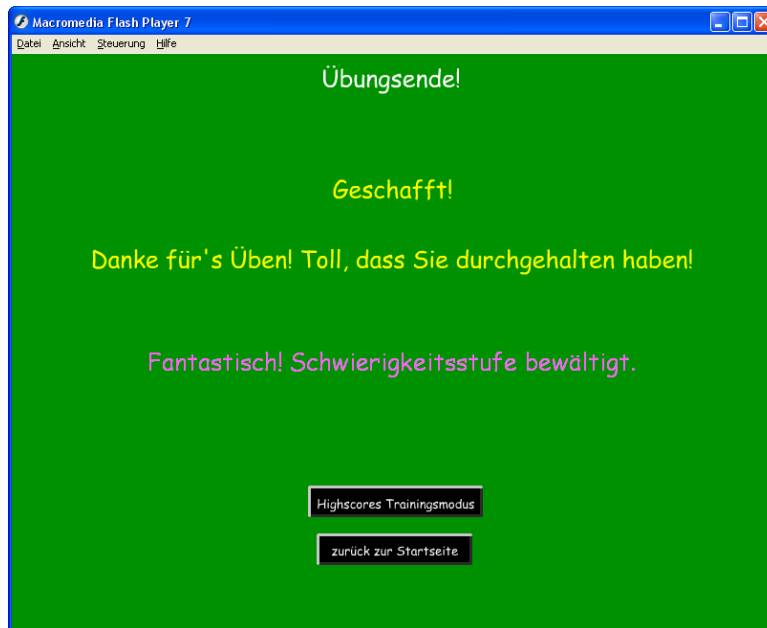 Macromedia Flash Player 7
Datei Ansicht Steuerung Hilfe
Übungsende!
Geschafft!
Danke für's Üben! Toll, dass Sie durchgehalten haben!
Fantastisch! Schwierigkeitsstufe bewältigt.
Highscores Trainingsmodus
zurück zur Startseite